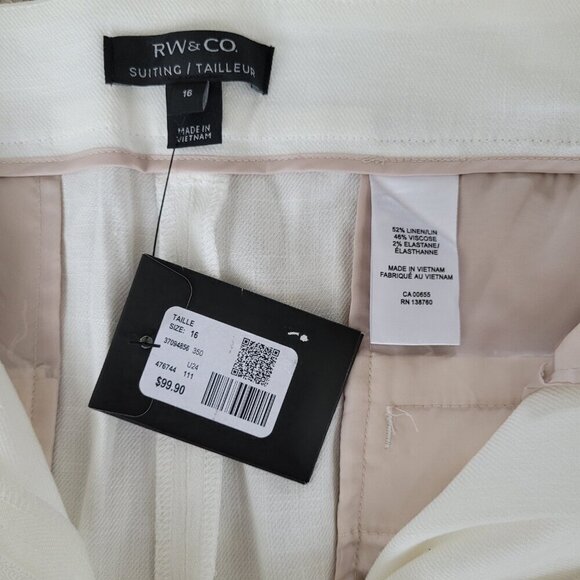 RW&CO.
SUITING / TAILLEUR
16
MADE IN
VIETNAM
52% LINEN/LIN
46% VISCOSE
2% ELASTANE/
ÉLASTHANNE
MADE IN VIETNAM
FABRIQUÉ AU VIETNAM
CA 00655
RN 138760
TAILLE
SIZE: 16
37094856 350
U24
476744 111
$99.90